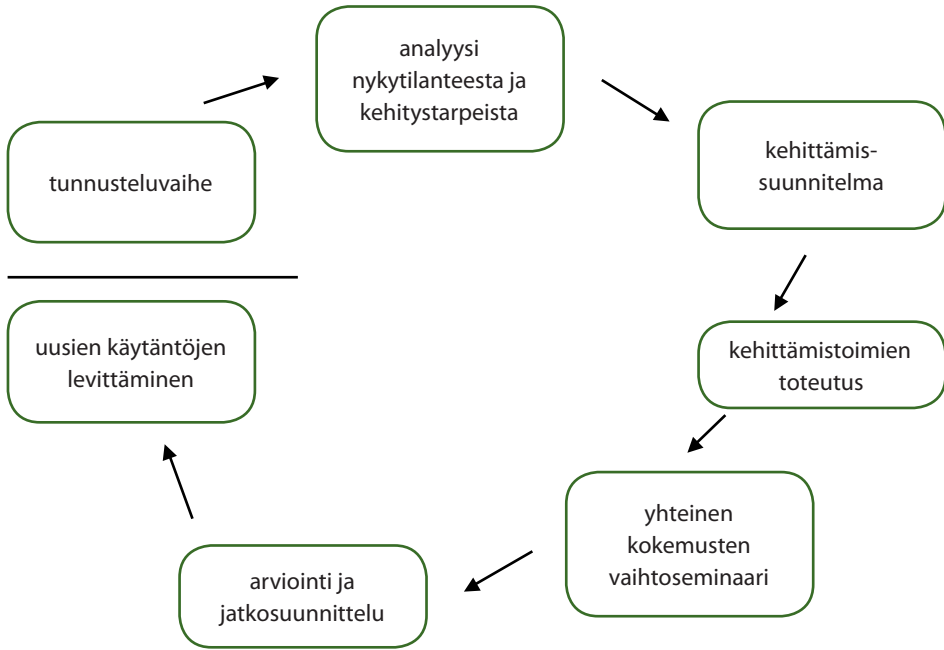 tunnusteluvaihe
analyysi
nykytilanteesta ja
kehitystarpeista
kehittämis-
suunnitelma
kehittämistoimien
toteutus
yhteinen
kokemusten
vaihtoseminaari
arviointi ja
jatkosuunnittelu
uusien käytäntöjen
levittäminen